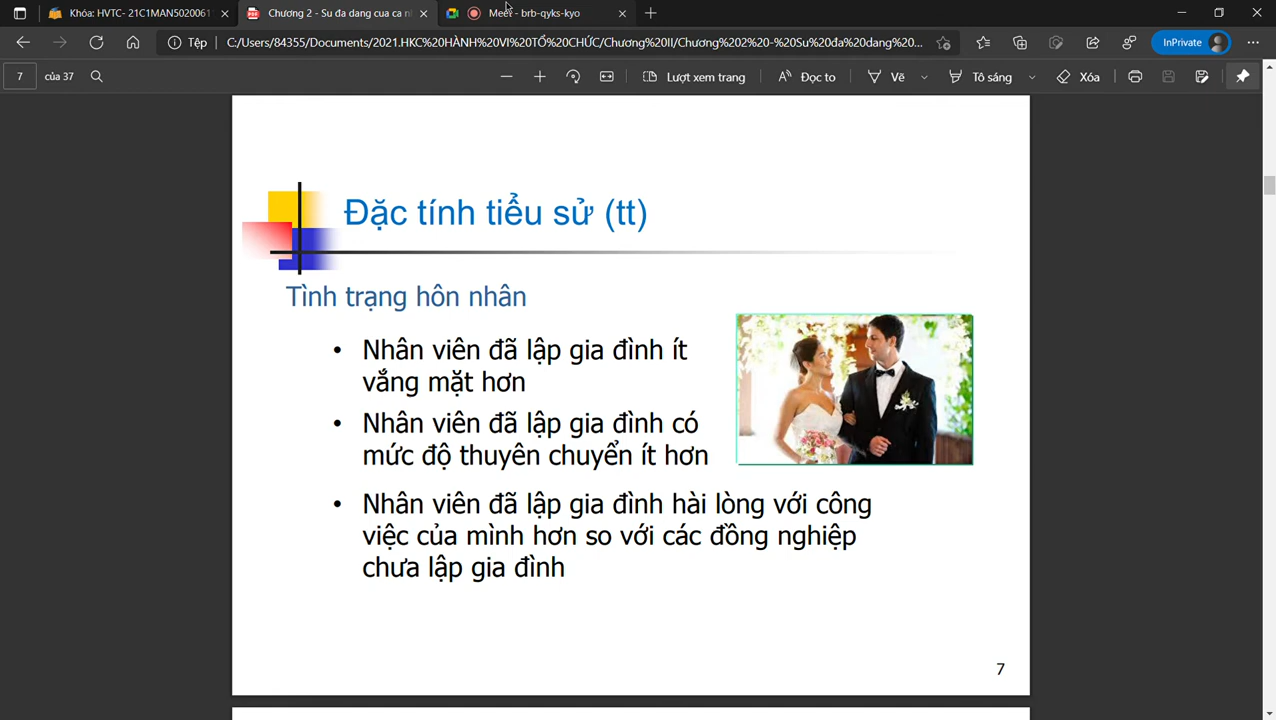 Khóa: HVTC- 21C1MAN5020061
Chương 2 - Su đa dang cua ca n
Meet - brb-qyks-kyo
Tệp
C:/Users/84355/Documents/2021.HKC%20HÀNH%20VI%20TỔ%20CHỨC/Chương%20II/Chương%202%20-%20Su%20đa%20dang%20...
InPrivate
7 của 37
Lượt xem trang
Đọc to
Vẽ
Tô sáng
Xóa
Đặc tính tiểu sử (tt)
Tình trạng hôn nhân
• Nhân viên đã lập gia đình ít
vắng mặt hơn
• Nhân viên đã lập gia đình có
mức độ thuyên chuyển ít hơn
• Nhân viên đã lập gia đình hài lòng với công
việc của mình hơn so với các đồng nghiệp
chưa lập gia đình
7